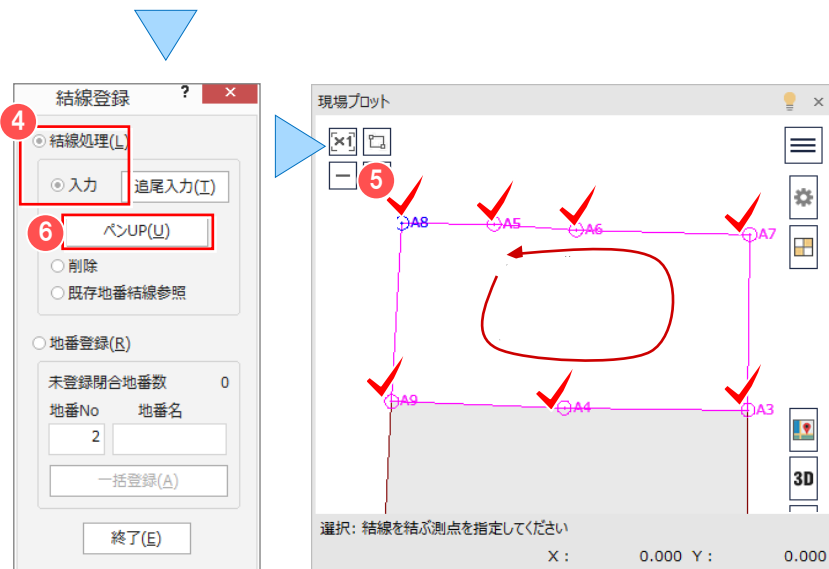 結線登録 ? ×
4
結線処理(L)
入力 追尾入力(T)
6
ペンUP(U)
削除
既存地番結線参照
地番登録(R)
未登録閉合地番数 0
地番No 地番名
2
一括登録(A)
終了(E)
現場プロット ×
×1
5
A8 A5 A6 A7
A9 A4 A3
3D
選択: 結線を結ぶ測点を指定してください
X : 0.000 Y : 0.000